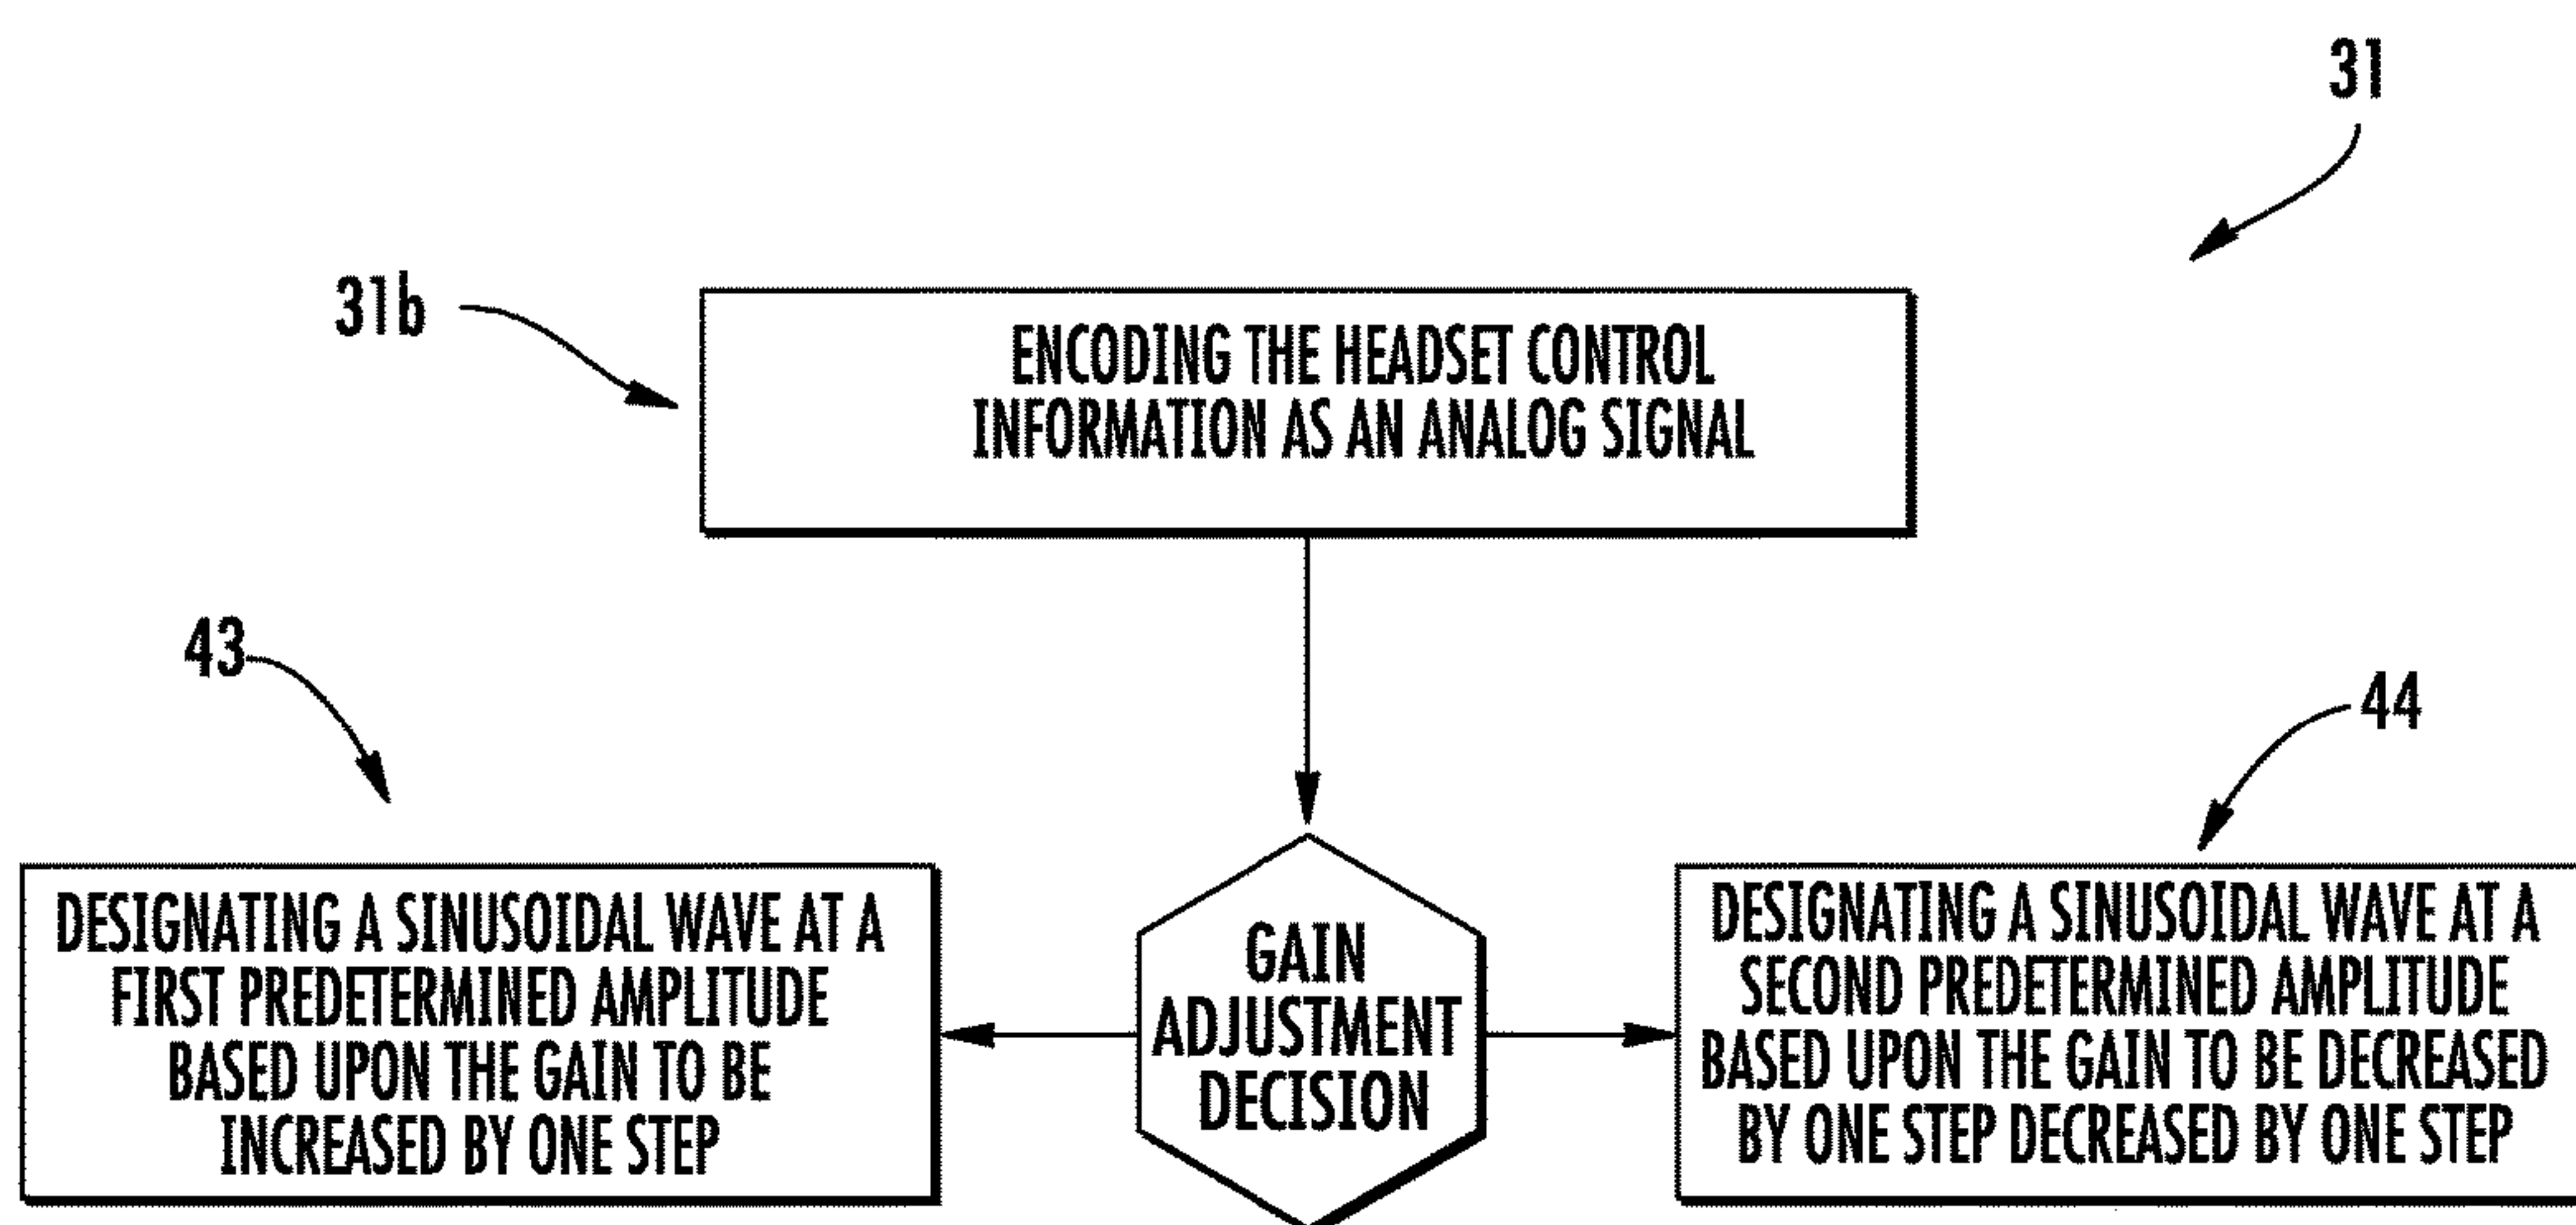 31
31b
ENCODING THE HEADSET CONTROL
INFORMATION AS AN ANALOG SIGNAL
43
44
DESIGNATING A SINUSOIDAL WAVE AT A
FIRST PREDETERMINED AMPLITUDE
BASED UPON THE GAIN TO BE
INCREASED BY ONE STEP
GAIN
ADJUSTMENT
DECISION
DESIGNATING A SINUSOIDAL WAVE AT A
SECOND PREDETERMINED AMPLITUDE
BASED UPON THE GAIN TO BE DECREASED
BY ONE STEP DECREASED BY ONE STEP